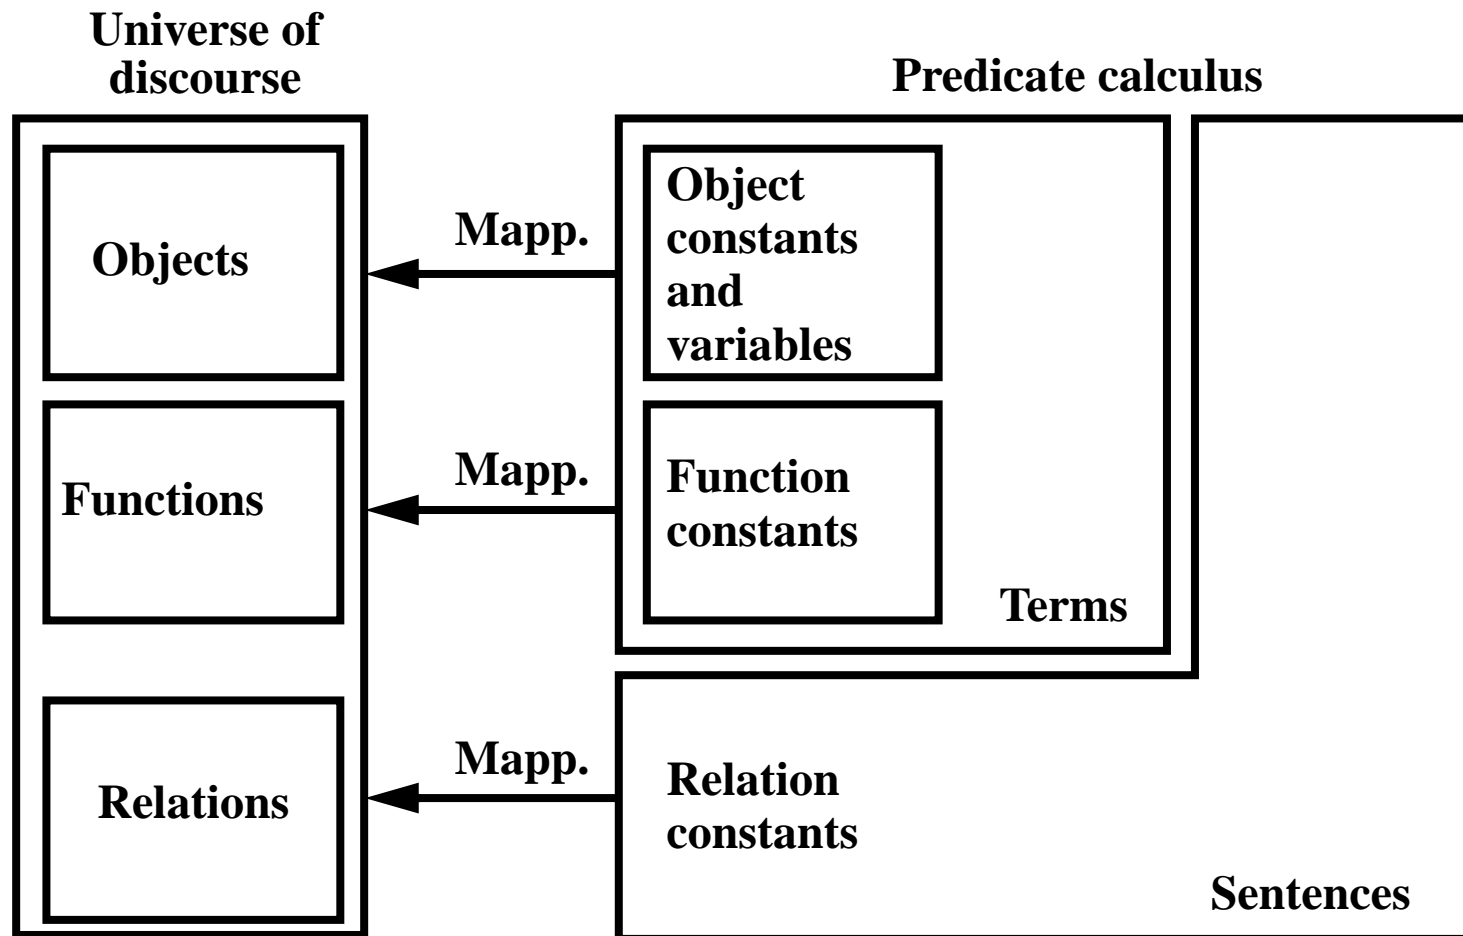 Universe of
discourse
Predicate calculus
Objects
Mapp.
Object
constants
and
variables
Functions
Mapp.
Function
constants
Terms
Relations
Mapp.
Relation
constants
Sentences